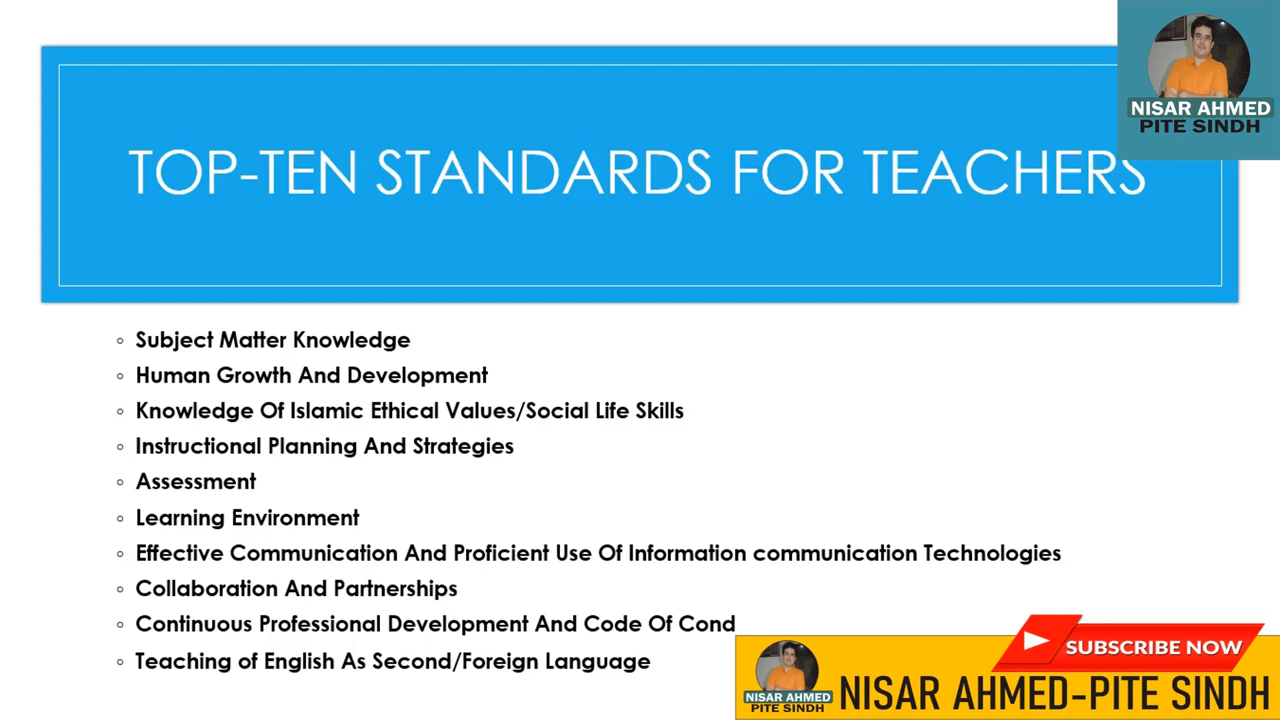 NISAR AHMED
PITE SINDH
TOP-TEN STANDARDS FOR TEACHERS
Subject Matter Knowledge
Human Growth And Development
Knowledge Of Islamic Ethical Values/Social Life Skills
Instructional Planning And Strategies
Assessment
Learning Environment
Effective Communication And Proficient Use Of Information communication Technologies
Collaboration And Partnerships
Continuous Professional Development And Code Of Cond
Teaching of English As Second/Foreign Language
SUBSCRIBE NOW
NISAR AHMED
PITE SINDH
NISAR AHMED-PITE SINDH